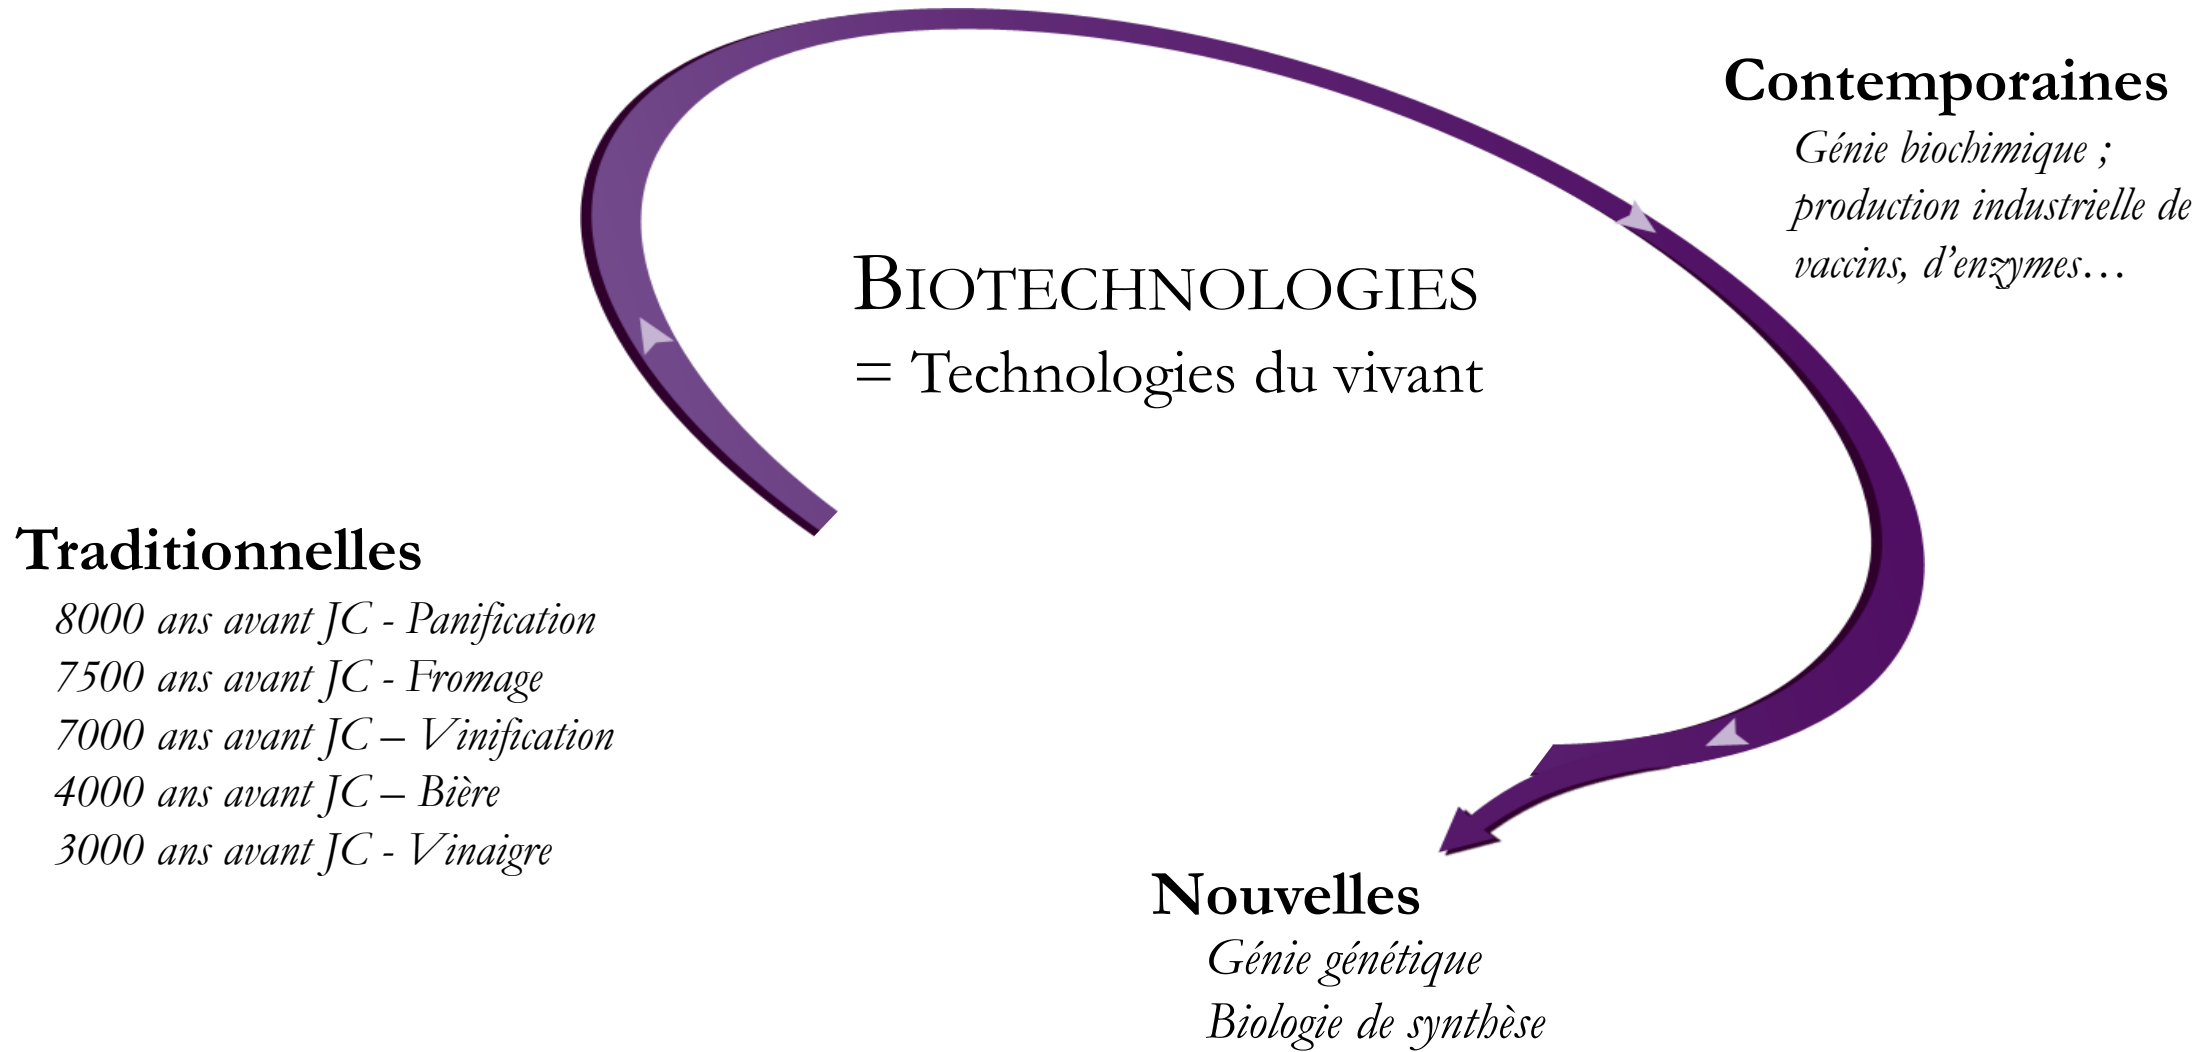 BIOTECHNOLOGIES
= Technologies du vivant
Traditionnelles
8000 ans avant JC - Panification
7500 ans avant JC - Fromage
7000 ans avant JC – Vinification
4000 ans avant JC – Bière
3000 ans avant JC - Vinaigre
Contemporaines
Génie biochimique ;
production industrielle de
vaccins, d’enzymes…
Nouvelles
Génie génétique
Biologie de synthèse